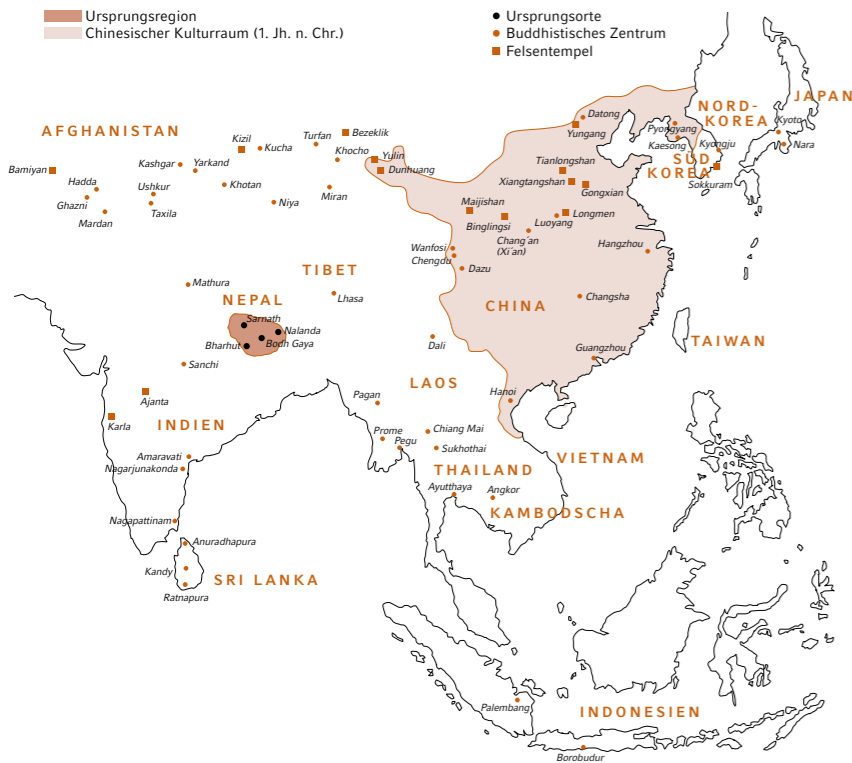 Ursprungsregion
Chinesischer Kulturraum (1. Jh. n. Chr.)
Ursprungsorte
Buddhistisches Zentrum
Felsentempel
AFGHANISTAN
NORD-
KOREA
JAPAN
SÜD
KOREA
Datong
Yungang
Pyongyang
Kaesong
Kyongju
Sokkuram
Kyoto
Nara
Bezeklik
Turfan
Kizil
Kucha
Khocho
Yulin
Dunhuang
Kashgar
Yarkand
Bamiyan
Hadda
Ushkur
Khotan
Miran
Niya
Ghazni
Taxila
Mardan
Tianlongshan
Xiangtangshan
Gongxian
Maijishan
Binglingsi
Luoyang
Longmen
Chang´an
(Xi´an)
Wanfosi
Chengdu
Dazu
Hangzhou
Mathura
TIBET
Lhasa
NEPAL
Sarnath
Nalanda
Bharhut
Bodh Gaya
CHINA
Changsha
TAIWAN
Guangzhou
Dali
Sanchi
LAOS
Hanoi
Ajanta
Karla
INDIEN
Pagan
Prome
Pegu
Chiang Mai
Sukhothai
VIETNAM
THAILAND
Amaravati
Nagarjunakonda
Ayutthaya
Angkor
KAMBODSCHA
Nagapattinam
Anuradhapura
Kandy
SRI LANKA
Ratnapura
Palembang
INDONESIEN
Borobudur